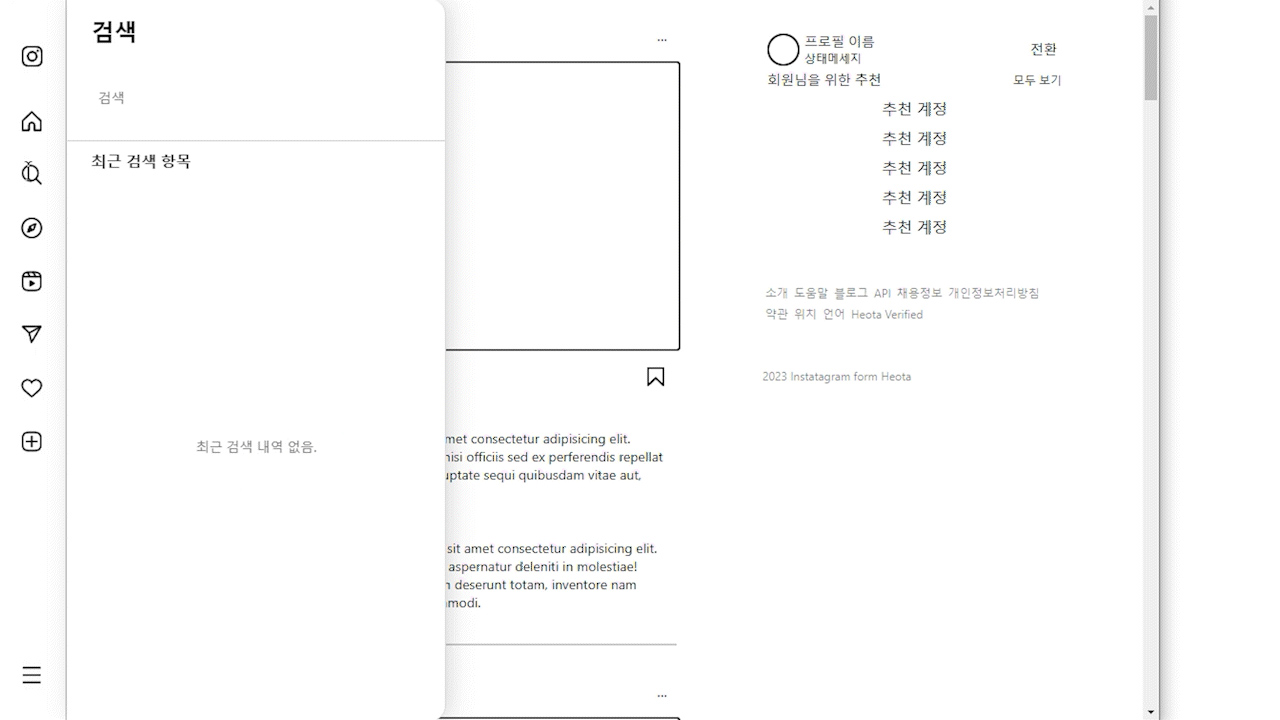 검색
검색
최근 검색 항목
최근 검색 내역 없음.
...
met consectetur adipisicing elit.
nisi officiis sed ex perferendis repellat
uptate sequi quibusdam vitae aut,
sit amet consectetur adipisicing elit.
aspernatur deleniti in molestiae!
deserunt totam, inventore nam
modi.
...
프로필 이름
전환
상태메세지
회원님을 위한 추천
모두 보기
추천 계정
추천 계정
추천 계정
추천 계정
추천 계정
소개 도움말 블로그 API 채용정보 개인정보처리방침
약관 위치 언어 Heota Verified
2023 Instatagram form Heota